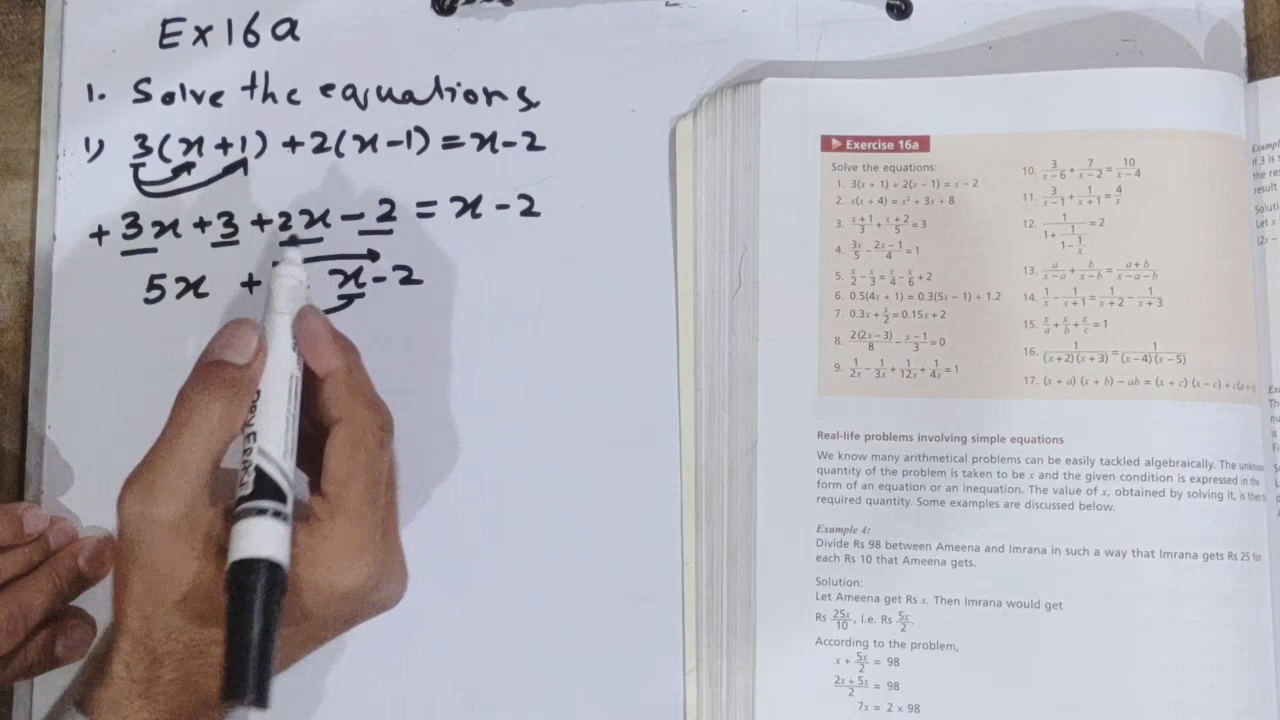 Ex 16a
1. Solve the equations
1) 3(x+1) +2(x-1) = x-2
+3x+3+2x-2 = x-2
5x + x-2
Exercise 16a
Solve the equations:
1. 3(x + 1) + 2(x − 1) = x − 2
2. x(x + 4) = x² + 3x + 8
3. (x+1)/3 + (x+2)/5 = 3
4. 3x/5 − (2x−1)/4 = 1
5. x/2 − x/3 = x/4 − x/6 + 2
6. 0.5(4x + 1) = 0.3(5x − 1) + 1.2
7. 0.3x + x/2 = 0.15x + 2
8. 2(2x−3)/8 − (x−1)/3 = 0
9. 1/2x − 1/3x + 1/12x + 1/4x = 1
10. 3/(x−6) + 7/(x−2) = 10/(x−4)
11. 3/(x−1) + 1/(x+1) = 4/x
12. 1/(1+1/(1−1/x)) = 2
13. a/(x−a) + b/(x−b) = (a+b)/(x−a−b)
14. 1/x − 1/(x+1) = 1/(x+2) − 1/(x+3)
15. x/a + x/b + x/c = 1
16. 1/((x+2)(x+3)) = 1/((x−4)(x−5))
17. (x + a) (x + b) − ab = (x + c) (x − c) +
Real-life problems involving simple equations
We know many arithmetical problems can be easily tackled algebraically. The
quantity of the problem is taken to be x and the given condition is expressed in the
form of an equation or an inequation. The value of x, obtained by solving it, is
required quantity. Some examples are discussed below.
Example 4:
Divide Rs 98 between Ameena and Imrana in such a way that Imrana gets Rs 25 for
each Rs 10 that Ameena gets.
Solution:
Let Ameena get Rs x. Then Imrana would get
Rs 25x/10, i.e. Rs 5x/2.
According to the problem,
x + 5x/2 = 98
(2x + 5x)/2 = 98
7x = 2 × 98
DRY ERASE